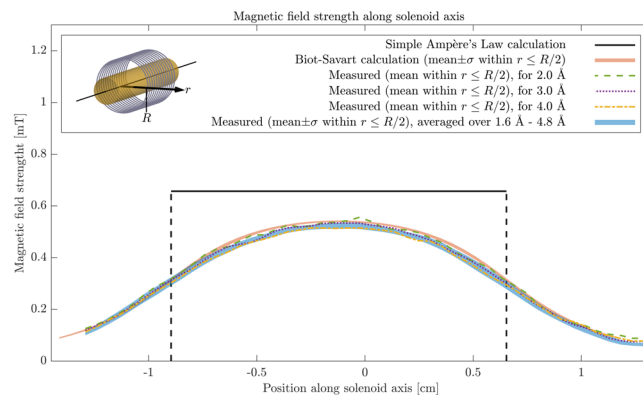 Magnetic field strength along solenoid axis
Simple Ampère's Law calculation
Biot-Savart calculation (mean±σ within r ≤ R/2)
Measured (mean within r ≤ R/2), for 2.0 Å
Measured (mean within r ≤ R/2), for 3.0 Å
Measured (mean within r ≤ R/2), for 4.0 Å
Measured (mean±σ within r ≤ R/2), averaged over 1.6 Å - 4.8 Å
r
R
Magnetic field strenght [mT]
1.2
1
0.8
0.6
0.4
0.2
0
-1
-0.5
0
0.5
1
Position along solenoid axis [cm]